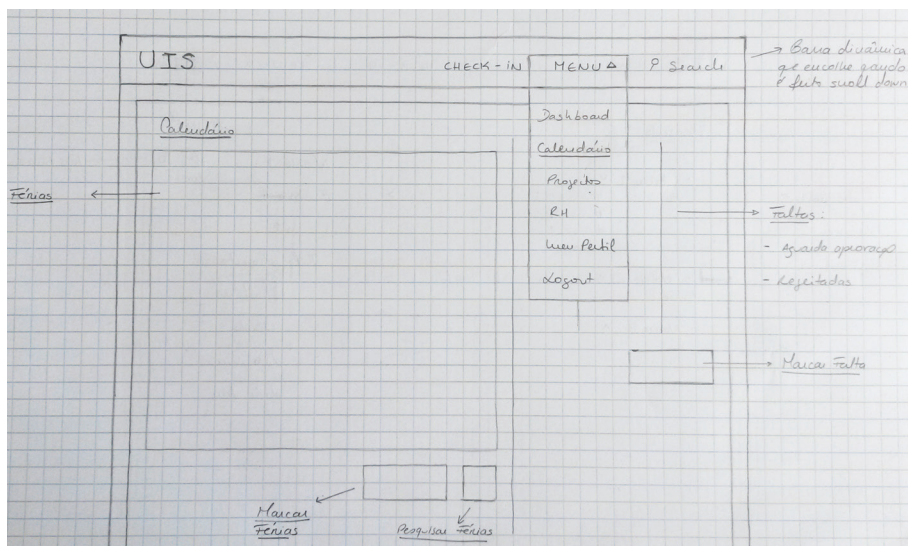 UIS
CHECK-IN
MENU
Search
Barra dinâmica
que encolhe quando
é feito scroll down
Calendário
Dashboard
Calendário
Projectos
RH
Meu Perfil
Logout
Férias
Faltas:
- Aguarda aprovação
- Rejeitadas
Marcar Falta
Marcar
Férias
Pesquisar Férias